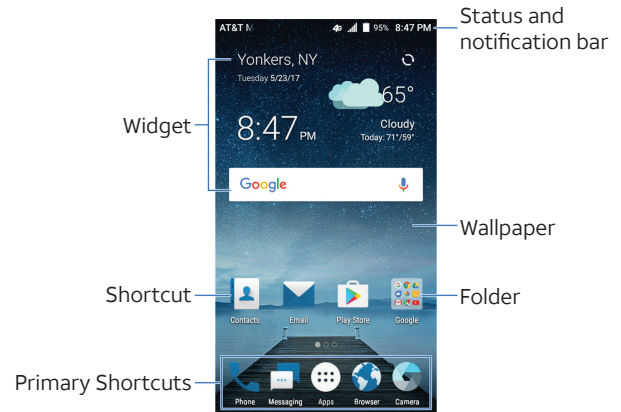 Status and
notification bar
AT&T M
4G 95% 8:47 PM
Yonkers, NY
Tuesday 5/23/17
65°
Widget
8:47 PM
Cloudy
Today: 71°/59°
Google
Wallpaper
Shortcut
Folder
Contacts Email Play Store Google
Primary Shortcuts
Phone Messaging Apps Browser Camera